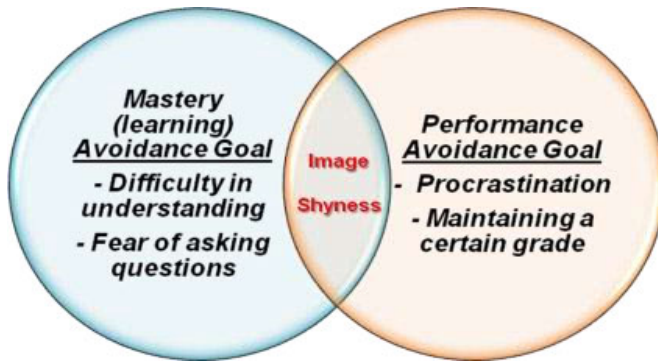 Mastery
(learning)
Avoidance Goal
- Difficulty in
understanding
- Fear of asking
questions
Image
Shyness
Performance
Avoidance Goal
- Procrastination
- Maintaining a
certain grade